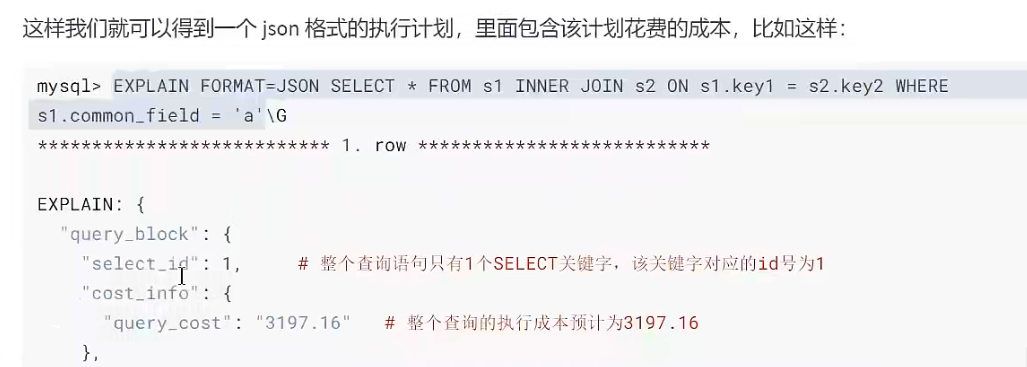 这样我们就可以得到一个 json 格式的执行计划，里面包含该计划花费的成本，比如这样：
mysql> EXPLAIN FORMAT=JSON SELECT * FROM s1 INNER JOIN s2 ON s1.key1 = s2.key2 WHERE
s1.common_field = 'a'\G
*************************** 1. row ***************************
EXPLAIN: {
"query_block": {
"select_id": 1, # 整个查询语句只有1个SELECT关键字，该关键字对应的id号为1
"cost_info": {
"query_cost": "3197.16" # 整个查询的执行成本预计为3197.16
},